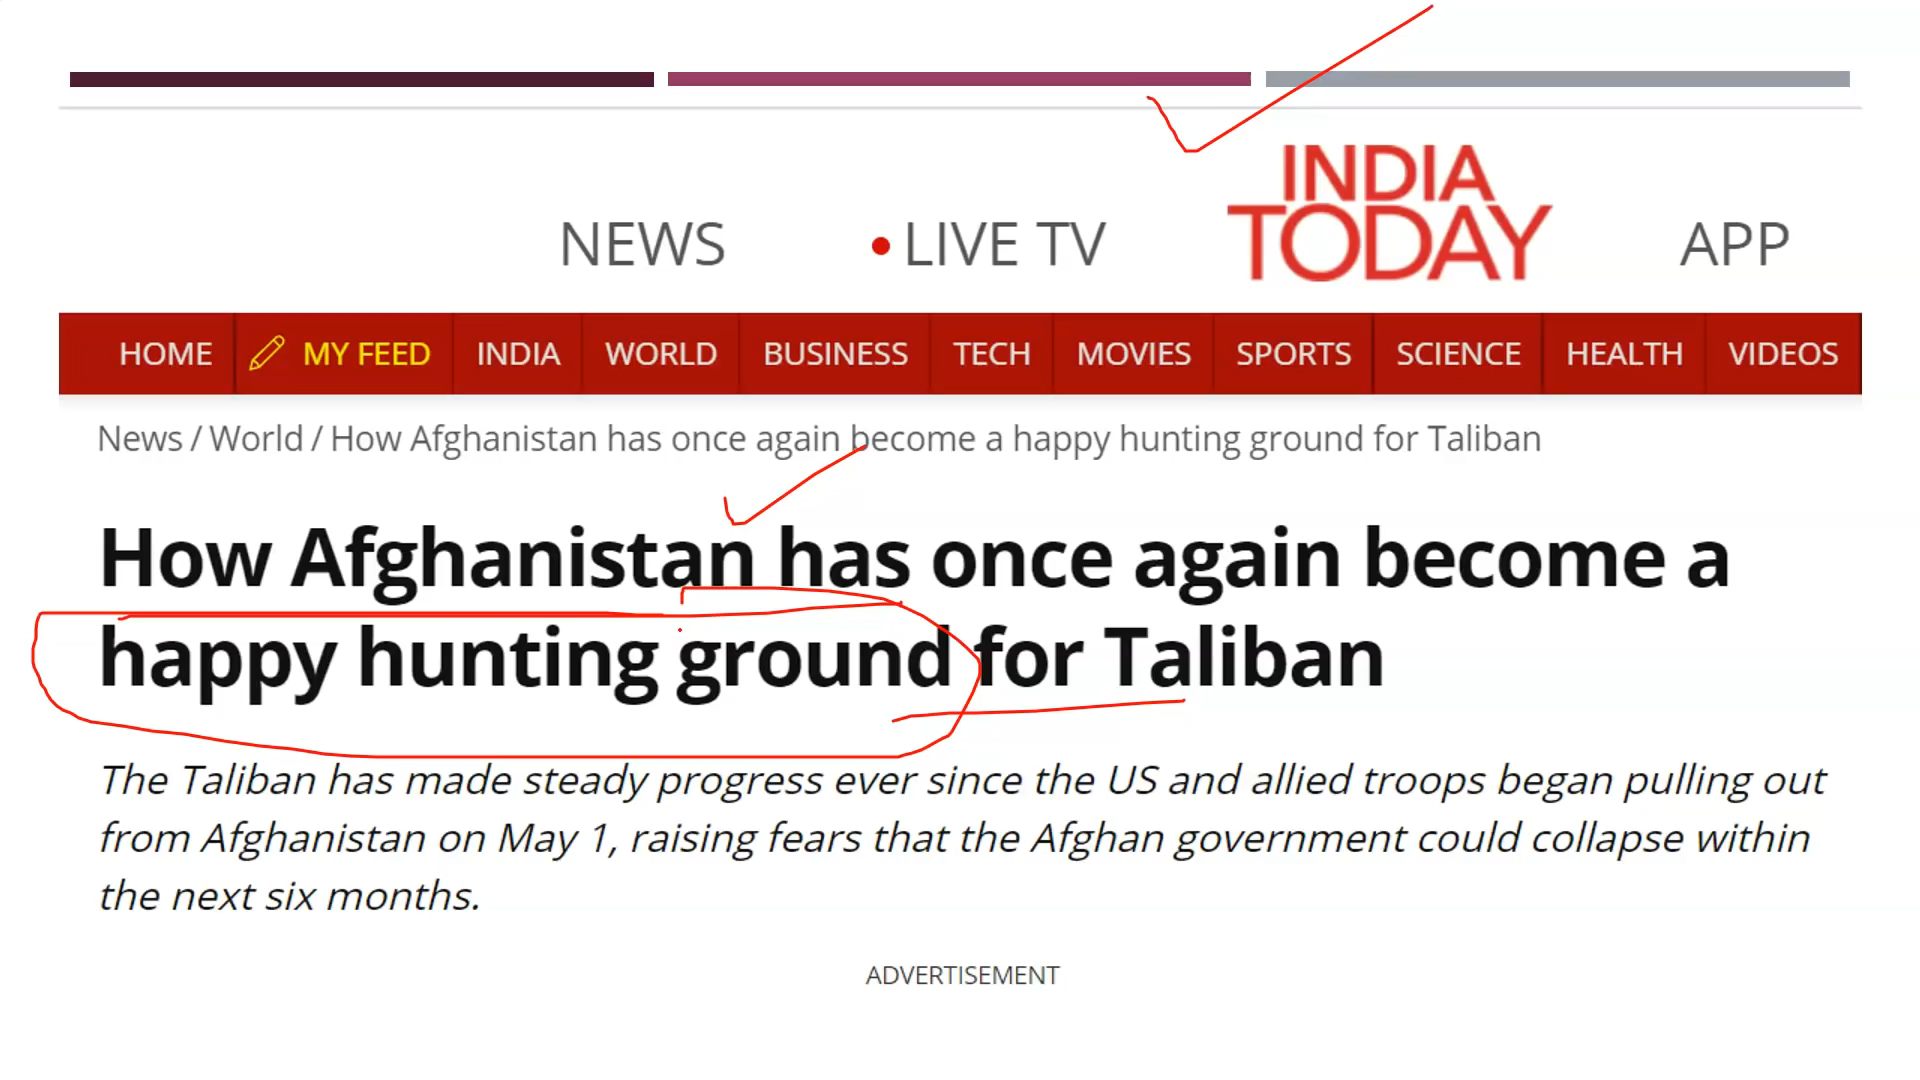 NEWS
LIVE TV
INDIA
TODAY
APP
HOME
MY FEED
INDIA
WORLD
BUSINESS
TECH
MOVIES
SPORTS
SCIENCE
HEALTH
VIDEOS
News / World / How Afghanistan has once again become a happy hunting ground for Taliban
How Afghanistan has once again become a
happy hunting ground for Taliban
The Taliban has made steady progress ever since the US and allied troops began pulling out
from Afghanistan on May 1, raising fears that the Afghan government could collapse within
the next six months.
ADVERTISEMENT